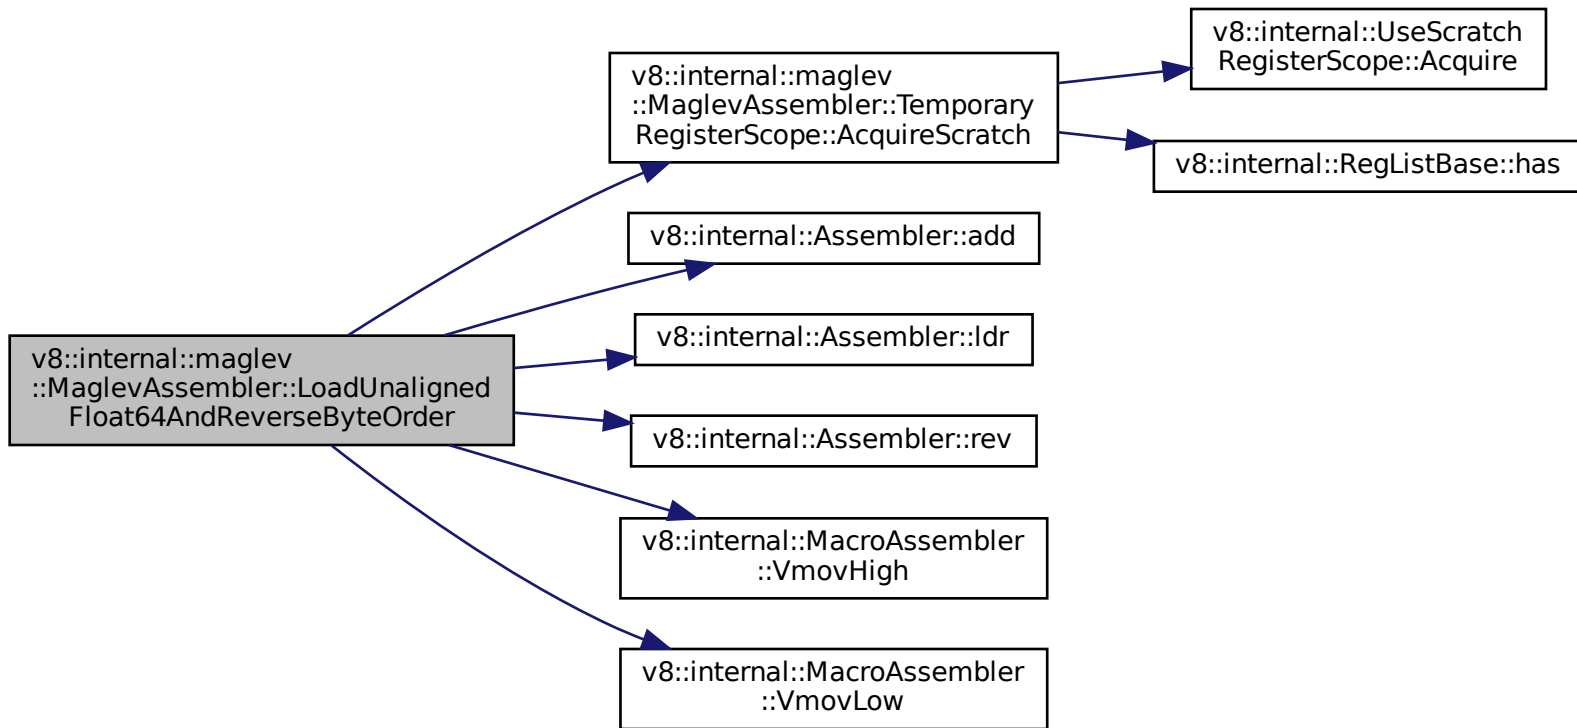 v8::internal::maglev
::MaglevAssembler::LoadUnaligned
Float64AndReverseByteOrder
v8::internal::maglev
::MaglevAssembler::Temporary
RegisterScope::AcquireScratch
v8::internal::UseScratch
RegisterScope::Acquire
v8::internal::RegListBase::has
v8::internal::Assembler::add
v8::internal::Assembler::ldr
v8::internal::Assembler::rev
v8::internal::MacroAssembler
::VmovHigh
v8::internal::MacroAssembler
::VmovLow